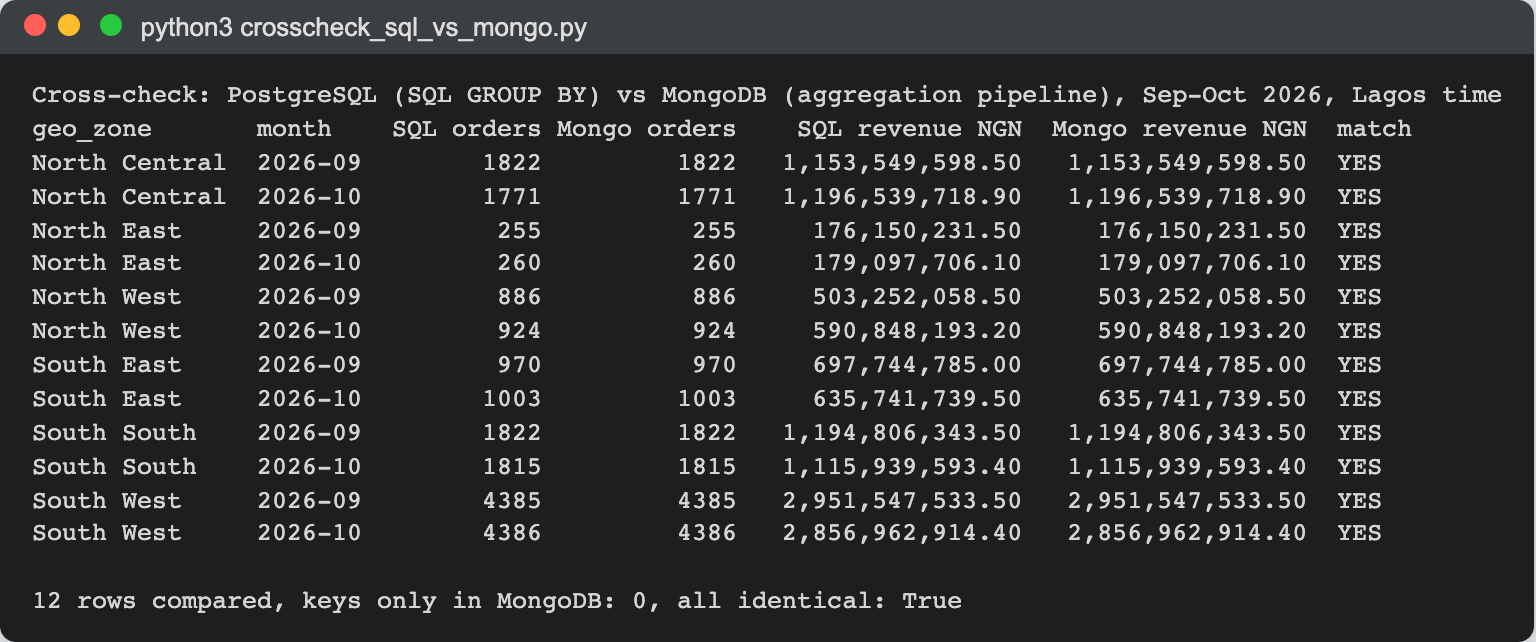 python3 crosscheck_sql_vs_mongo.py
Cross-check: PostgreSQL (SQL GROUP BY) vs MongoDB (aggregation pipeline), Sep-Oct 2026, Lagos time
geo_zone       month    SQL orders Mongo orders    SQL revenue NGN  Mongo revenue NGN  match
North Central  2026-09        1822         1822   1,153,549,598.50   1,153,549,598.50  YES
North Central  2026-10        1771         1771   1,196,539,718.90   1,196,539,718.90  YES
North East     2026-09         255          255     176,150,231.50     176,150,231.50  YES
North East     2026-10         260          260     179,097,706.10     179,097,706.10  YES
North West     2026-09         886          886     503,252,058.50     503,252,058.50  YES
North West     2026-10         924          924     590,848,193.20     590,848,193.20  YES
South East     2026-09         970          970     697,744,785.00     697,744,785.00  YES
South East     2026-10        1003         1003     635,741,739.50     635,741,739.50  YES
South South    2026-09        1822         1822   1,194,806,343.50   1,194,806,343.50  YES
South South    2026-10        1815         1815   1,115,939,593.40   1,115,939,593.40  YES
South West     2026-09        4385         4385   2,951,547,533.50   2,951,547,533.50  YES
South West     2026-10        4386         4386   2,856,962,914.40   2,856,962,914.40  YES
12 rows compared, keys only in MongoDB: 0, all identical: True